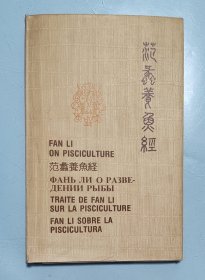 范蠡養魚經
FAN LI
ON PISCICULTURE
范蠡養魚経
ФАНЬ ЛИ О РАЗВЕ-
ДЕНИИ РЫБЫ
TRAITE DE FAN LI
SUR LA PISCICULTURE
FAN LI SOBRE LA
PISCICULTURA